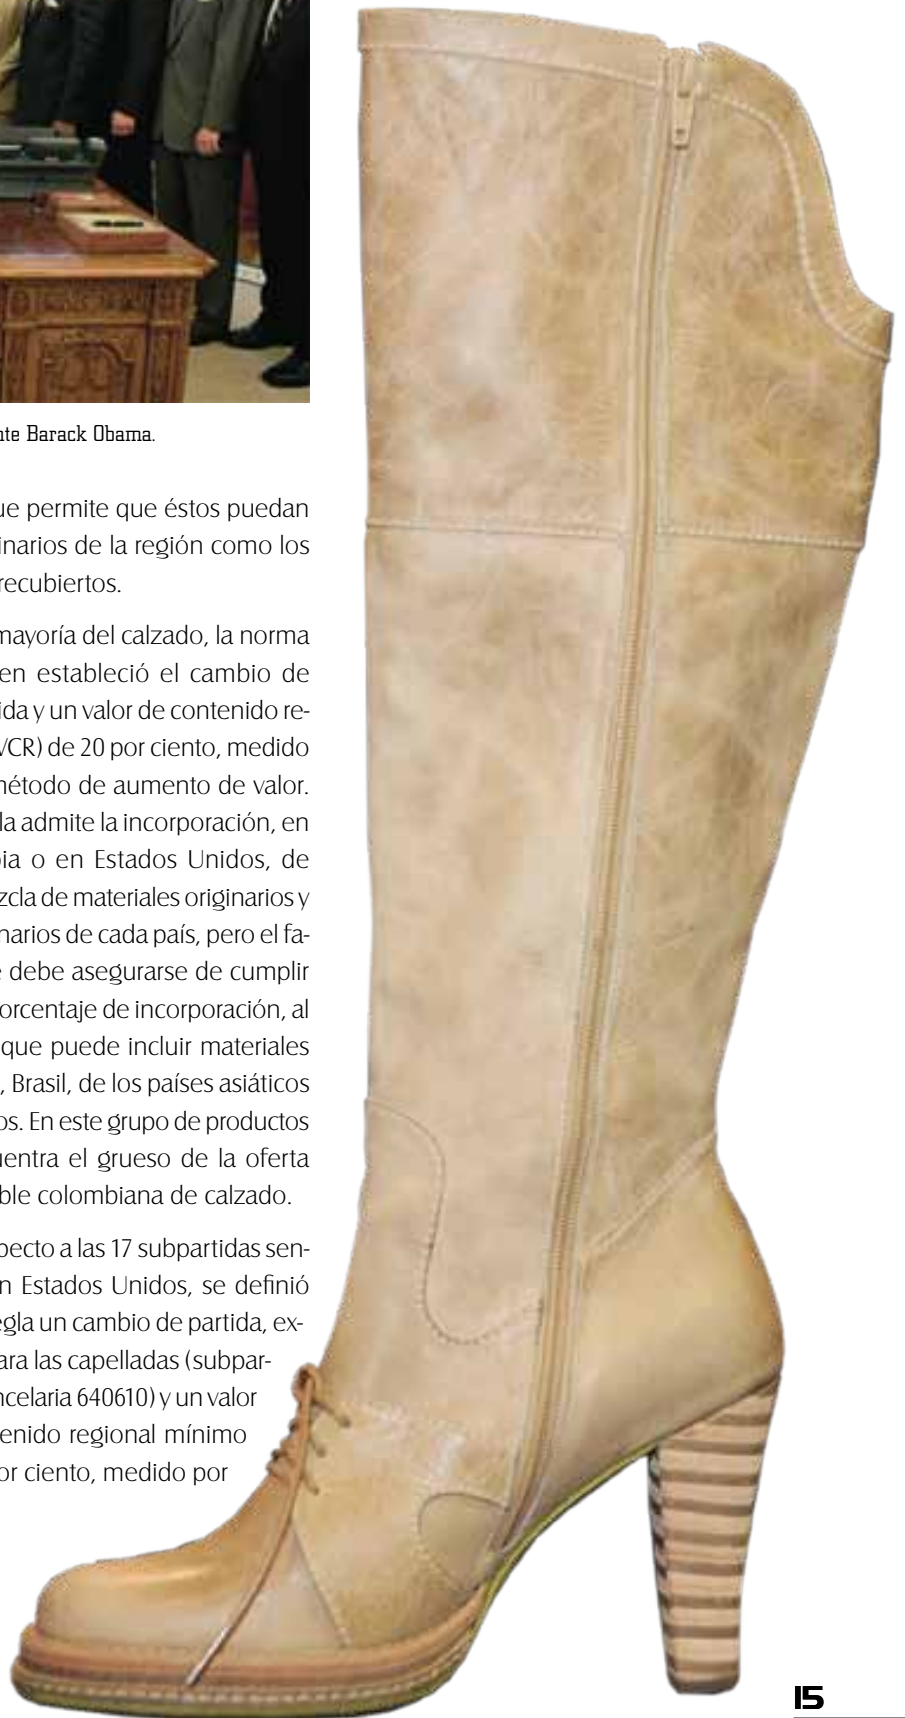 nte Barack Obama.
ue permite que éstos puedan
inarios de la región como los
recubiertos.
mayoría del calzado, la norma
en estableció el cambio de
ida y un valor de contenido re-
VCR) de 20 por ciento, medido
método de aumento de valor.
la admite la incorporación, en
bia o en Estados Unidos, de
zcla de materiales originarios y
narios de cada país, pero el fa-
e debe asegurarse de cumplir
orcentaje de incorporación, al
que puede incluir materiales
, Brasil, de los países asiáticos
os. En este grupo de productos
uentra el grueso de la oferta
ble colombiana de calzado.
pecto a las 17 subpartidas sen-
n Estados Unidos, se definió
egla un cambio de partida, ex-
ara las capelladas (subpar-
ncelaria 640610) y un valor
enido regional mínimo
or ciento, medido por
15